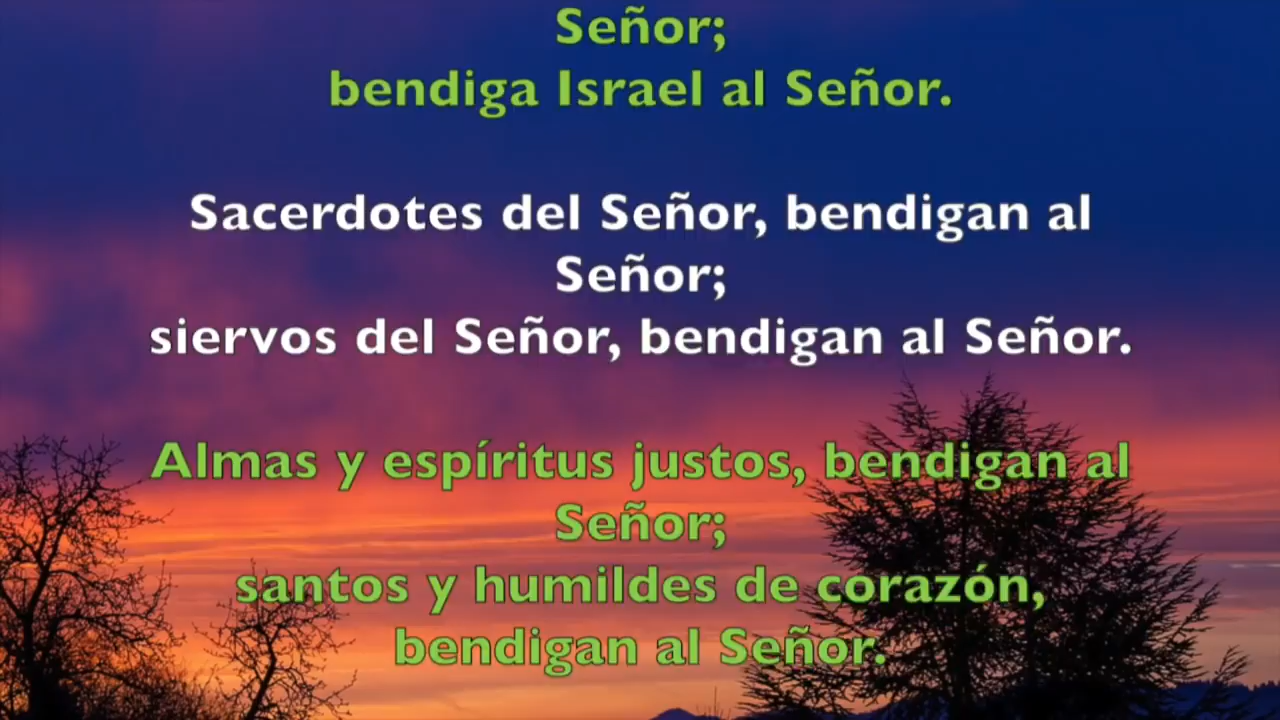 Señor;
bendiga Israel al Señor.
Sacerdotes del Señor, bendigan al
Señor;
siervos del Señor, bendigan al Señor.
Almas y espíritus justos, bendigan al
Señor;
santos y humildes de corazón,
bendigan al Señor.